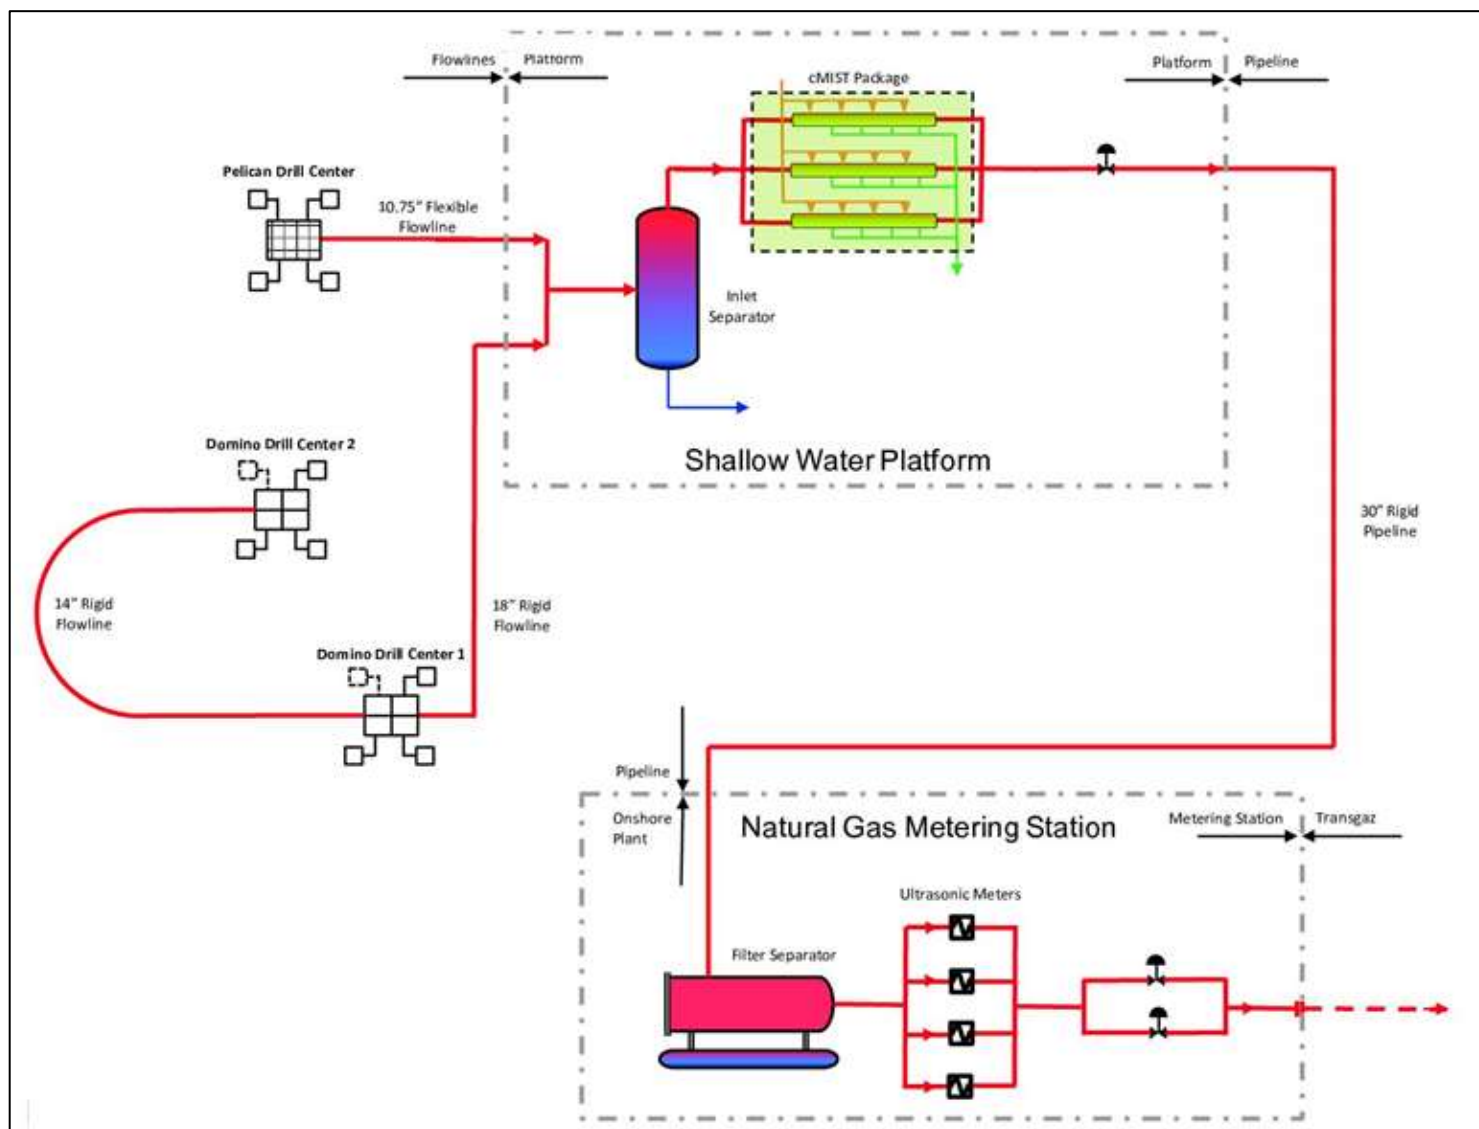 Flowlines
Platform
cMIST Package
Platform
Pipeline
Pelican Drill Center
10.75” Flexible
Flowline
Inlet
Separator
Domino Drill Center 2
Shallow Water Platform
30” Rigid
Pipeline
14” Rigid
Flowline
18” Rigid
Flowline
Domino Drill Center 1
Pipeline
Onshore
Plant
Natural Gas Metering Station
Metering Station
Transgaz
Ultrasonic Meters
Filter Separator